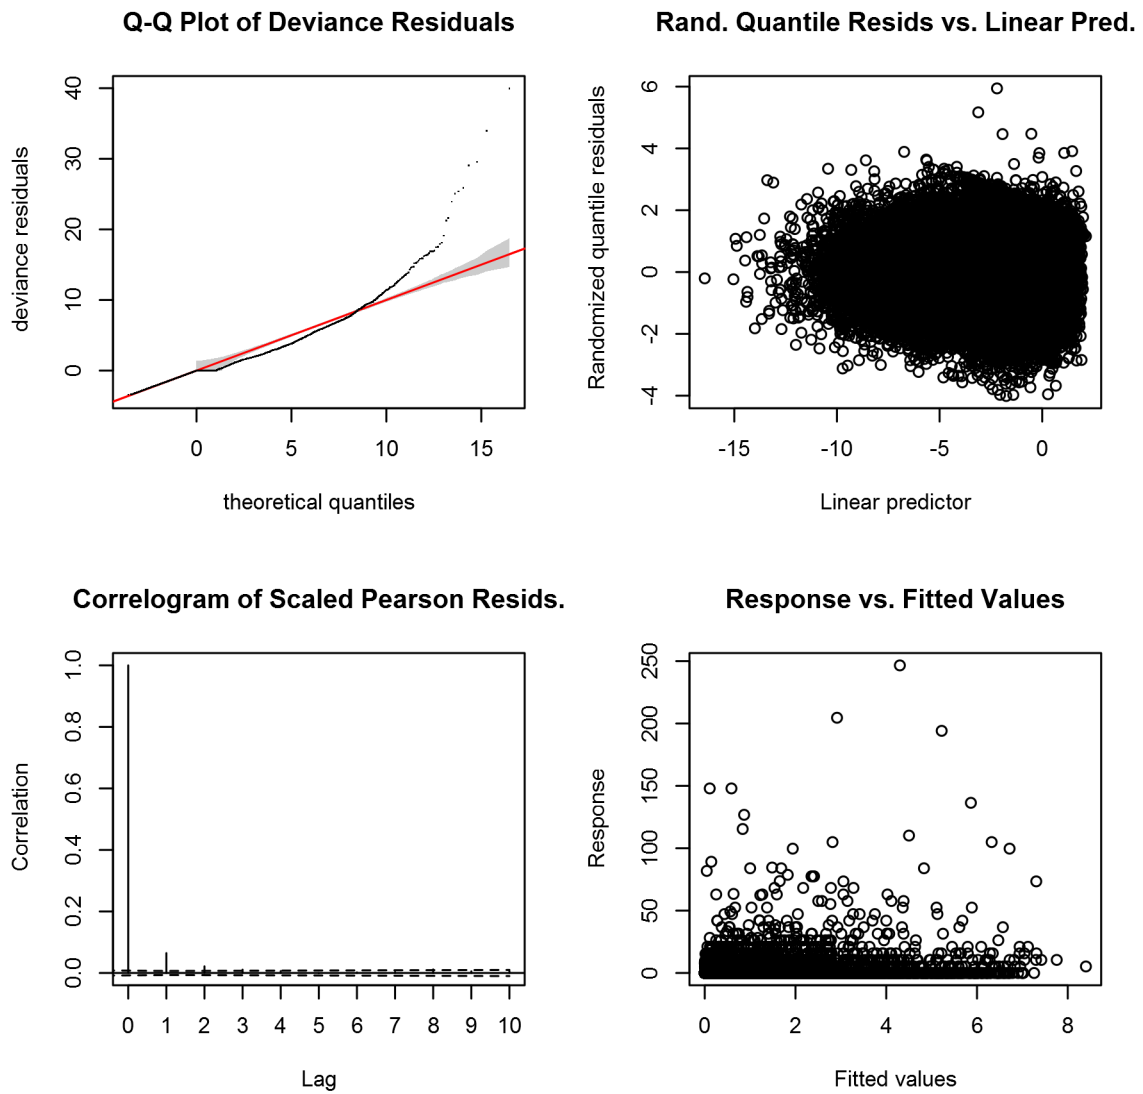 Q-Q Plot of Deviance Residuals
deviance residuals
0 10 20 30 40
0 5 10 15
theoretical quantiles
Rand. Quantile Resids vs. Linear Pred.
Randomized quantile residuals
-4 -2 0 2 4 6
-15 -10 -5 0
Linear predictor
Correlogram of Scaled Pearson Resids.
Correlation
0.0 0.2 0.4 0.6 0.8 1.0
0 1 2 3 4 5 6 7 8 9 10
Lag
Response vs. Fitted Values
Response
0 50 100 150 200 250
0 2 4 6 8
Fitted values